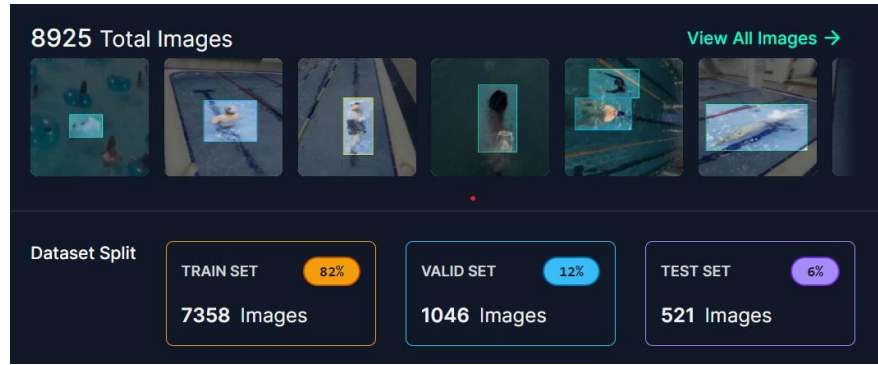 8925 Total Images
View All Images →
Dataset Split
TRAIN SET
82%
7358 Images
VALID SET
12%
1046 Images
TEST SET
6%
521 Images